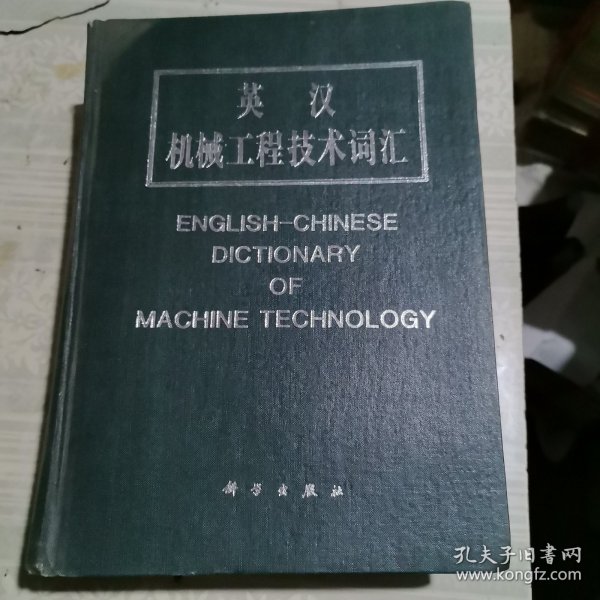 英 汉
机械工程技术词汇
ENGLISH-CHINESE
DICTIONARY
OF
MACHINE TECHNOLOGY
科学出版社
孔夫子旧書网
www.kongfz.com